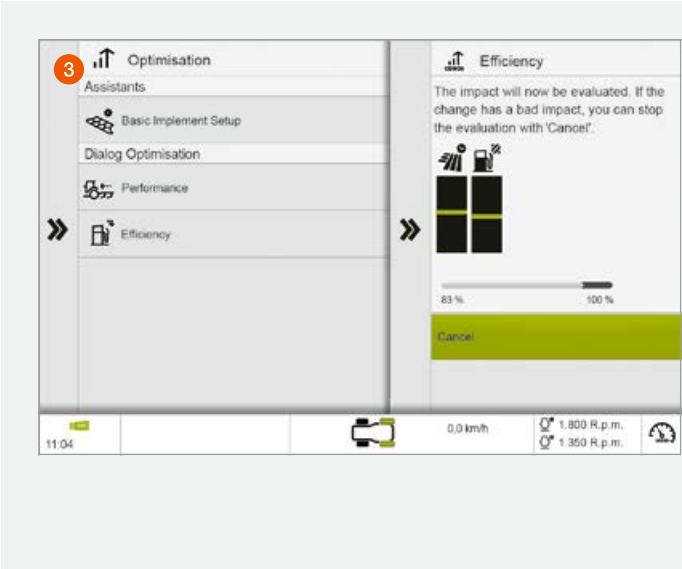 3
Optimisation
Assistants
Basic Implement Setup
Dialog Optimisation
Performance
Efficiency
Efficiency
The impact will now be evaluated. If the
change has a bad impact, you can stop
the evaluation with 'Cancel'.
83 %
100 %
Cancel
11:04
0,0 km/h
1.800 R.p.m.
1.350 R.p.m.